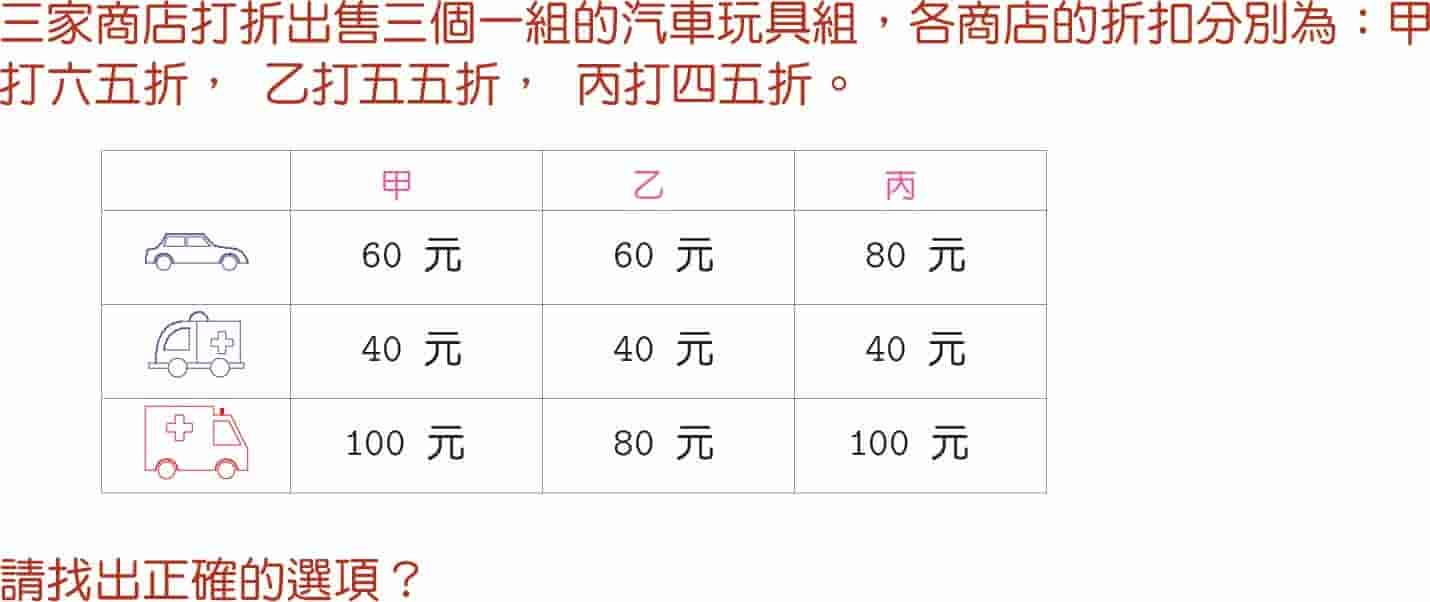 三家商店打折出售三個一組的汽車玩具組，各商店的折扣分別為：甲
打六五折， 乙打五五折， 丙打四五折。
甲 乙 丙
60 元 60 元 80 元
40 元 40 元 40 元
100 元 80 元 100 元
請找出正確的選項？